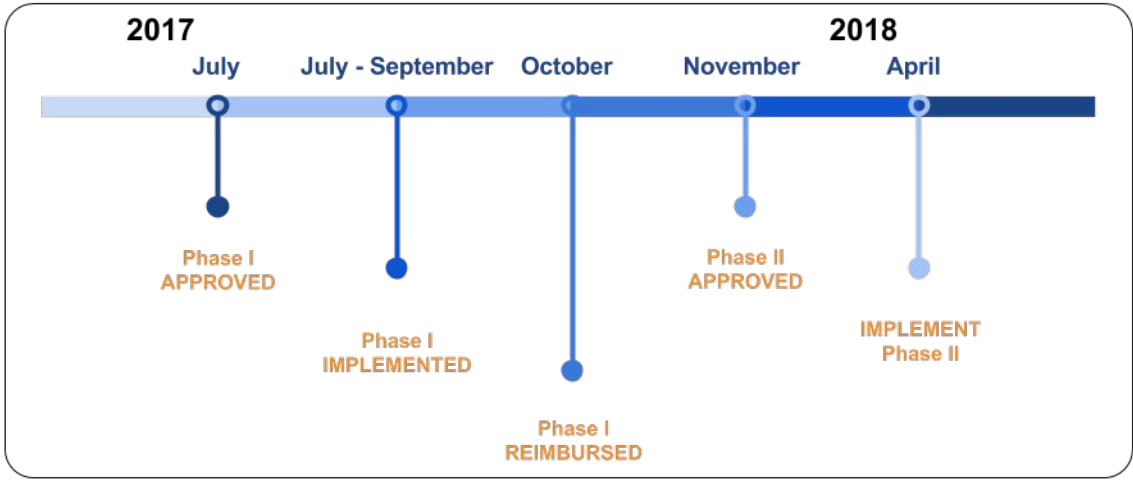 2017
2018
July
July - September
October
November
April
Phase I
APPROVED
Phase I
IMPLEMENTED
Phase I
REIMBURSED
Phase II
APPROVED
IMPLEMENT
Phase II